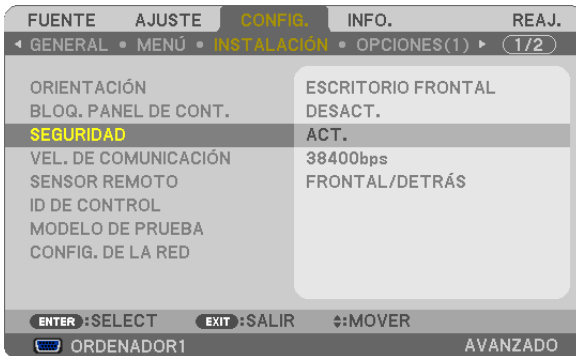 FUENTE AJUSTE CONFIG. INFO. REAJ.
GENERAL • MENÚ • INSTALACIÓN • OPCIONES(1) 1/2
ORIENTACIÓN ESCRITORIO FRONTAL
BLOQ. PANEL DE CONT. DESACT.
SEGURIDAD ACT.
VEL. DE COMUNICACIÓN 38400bps
SENSOR REMOTO FRONTAL/DETRÁS
ID DE CONTROL
MODELO DE PRUEBA
CONFIG. DE LA RED
ENTER :SELECT EXIT :SALIR :MOVER
ORDENADOR1 AVANZADO